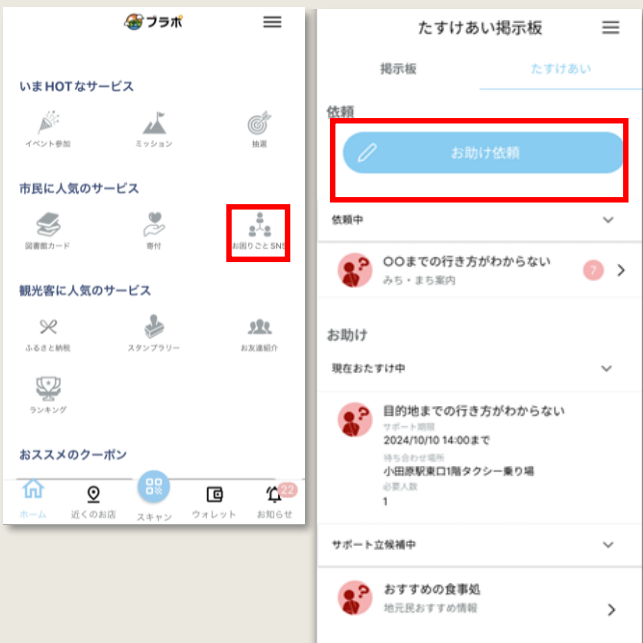 プラポ
いまHOTなサービス
イベント参加
ミッション
抽選
市民に人気のサービス
図書館カード
寄付
お困りごとSNS
観光客に人気のサービス
ふるさと納税
スタンプラリー
お友達紹介
ランキング
おススメのクーポン
22
ホーム
近くのお店
スキャン
ウォレット
お知らせ
たすけあい掲示板
掲示板
たすけあい
依頼
お助け依頼
依頼中
〇〇までの行き方がわからない
みち・まち案内
7
お助け
現在おたすけ中
目的地までの行き方がわからない
サポート期限
2024/10/10 14:00まで
待ち合わせ場所
小田原駅東口1階タクシー乗り場
必要人数
1
サポート立候補中
おすすめの食事処
地元民おすすめ情報